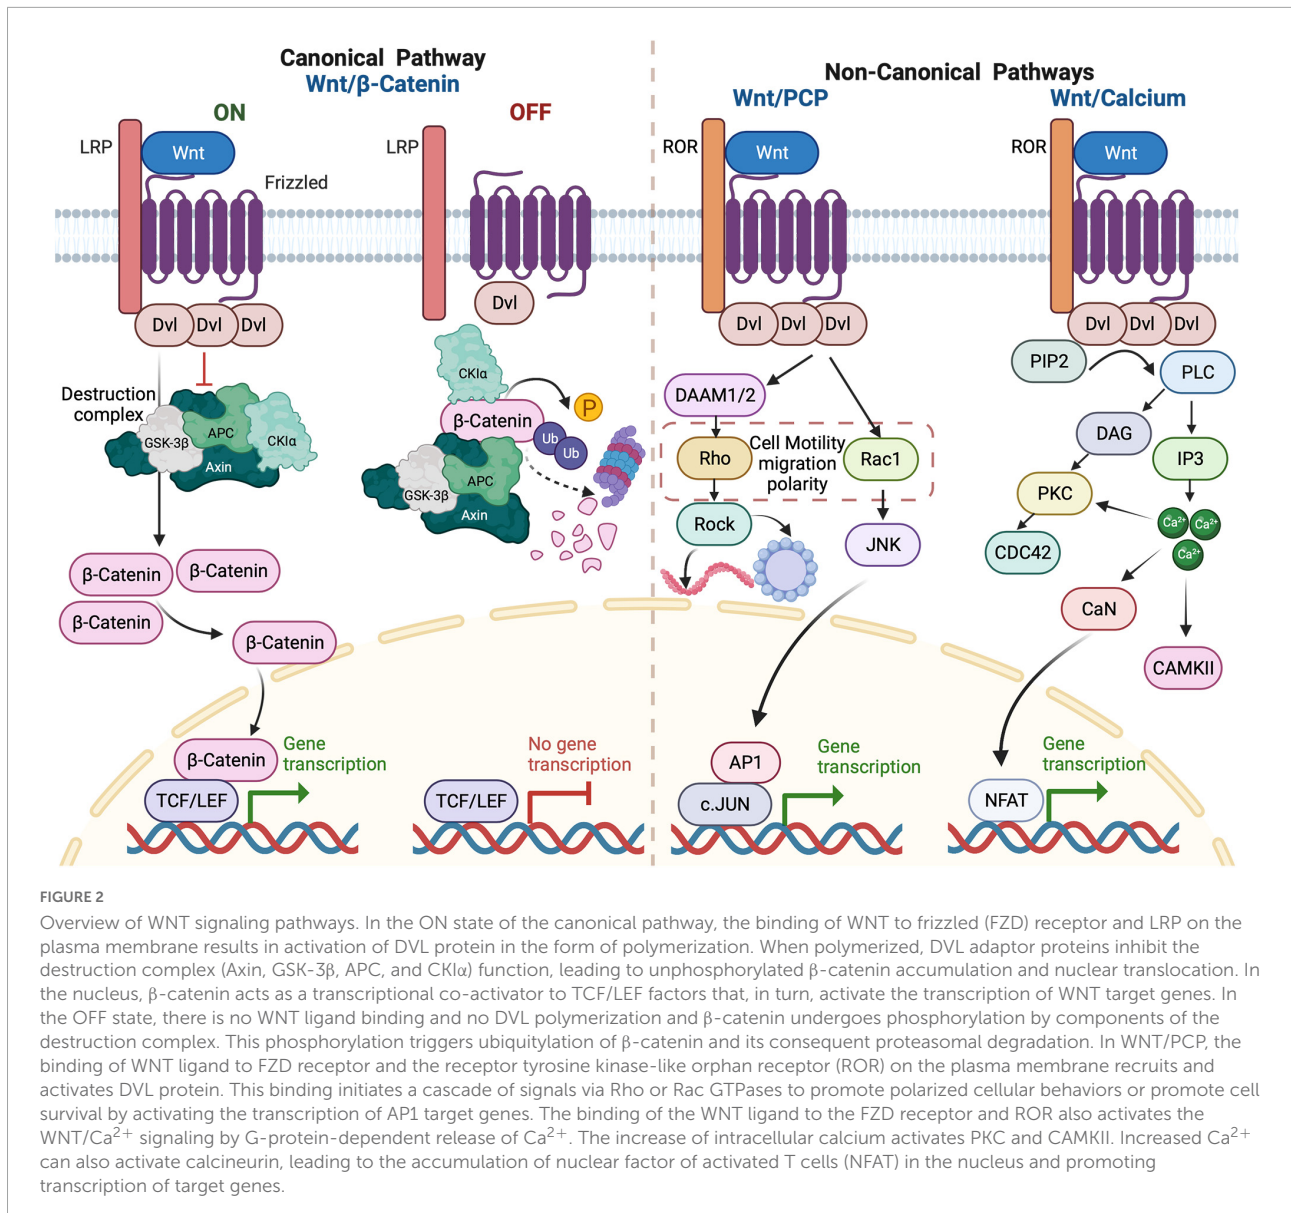 Canonical Pathway
Wnt/β-Catenin
ON
OFF
LRP
Wnt
Frizzled
Dvl
Dvl
Dvl
Destruction
complex
GSK-3β
APC
CKIα
Axin
β-Catenin
β-Catenin
β-Catenin
β-Catenin
β-Catenin
TCF/LEF
Gene
transcription
LRP
Dvl
CKIα
β-Catenin
P
Ub
Ub
GSK-3β
APC
Axin
No gene
transcription
TCF/LEF
Non-Canonical Pathways
Wnt/PCP
Wnt/Calcium
ROR
Wnt
Dvl
Dvl
Dvl
DAAM1/2
Rho
Cell Motility
migration
polarity
Rac1
Rock
JNK
AP1
c.JUN
Gene
transcription
ROR
Wnt
Dvl
Dvl
Dvl
PIP2
PLC
DAG
IP3
PKC
CDC42
Ca²⁺
Ca²⁺
Ca²⁺
CaN
CAMKII
NFAT
Gene
transcription
FIGURE 2
Overview of WNT signaling pathways. In the ON state of the canonical pathway, the binding of WNT to frizzled (FZD) receptor and LRP on the
plasma membrane results in activation of DVL protein in the form of polymerization. When polymerized, DVL adaptor proteins inhibit the
destruction complex (Axin, GSK-3β, APC, and CKIα) function, leading to unphosphorylated β-catenin accumulation and nuclear translocation. In
the nucleus, β-catenin acts as a transcriptional co-activator to TCF/LEF factors that, in turn, activate the transcription of WNT target genes. In
the OFF state, there is no WNT ligand binding and no DVL polymerization and β-catenin undergoes phosphorylation by components of the
destruction complex. This phosphorylation triggers ubiquitylation of β-catenin and its consequent proteasomal degradation. In WNT/PCP, the
binding of WNT ligand to FZD receptor and the receptor tyrosine kinase-like orphan receptor (ROR) on the plasma membrane recruits and
activates DVL protein. This binding initiates a cascade of signals via Rho or Rac GTPases to promote polarized cellular behaviors or promote cell
survival by activating the transcription of AP1 target genes. The binding of the WNT ligand to the FZD receptor and ROR also activates the
WNT/Ca²⁺ signaling by G-protein-dependent release of Ca²⁺. The increase of intracellular calcium activates PKC and CAMKII. Increased Ca²⁺
can also activate calcineurin, leading to the accumulation of nuclear factor of activated T cells (NFAT) in the nucleus and promoting
transcription of target genes.